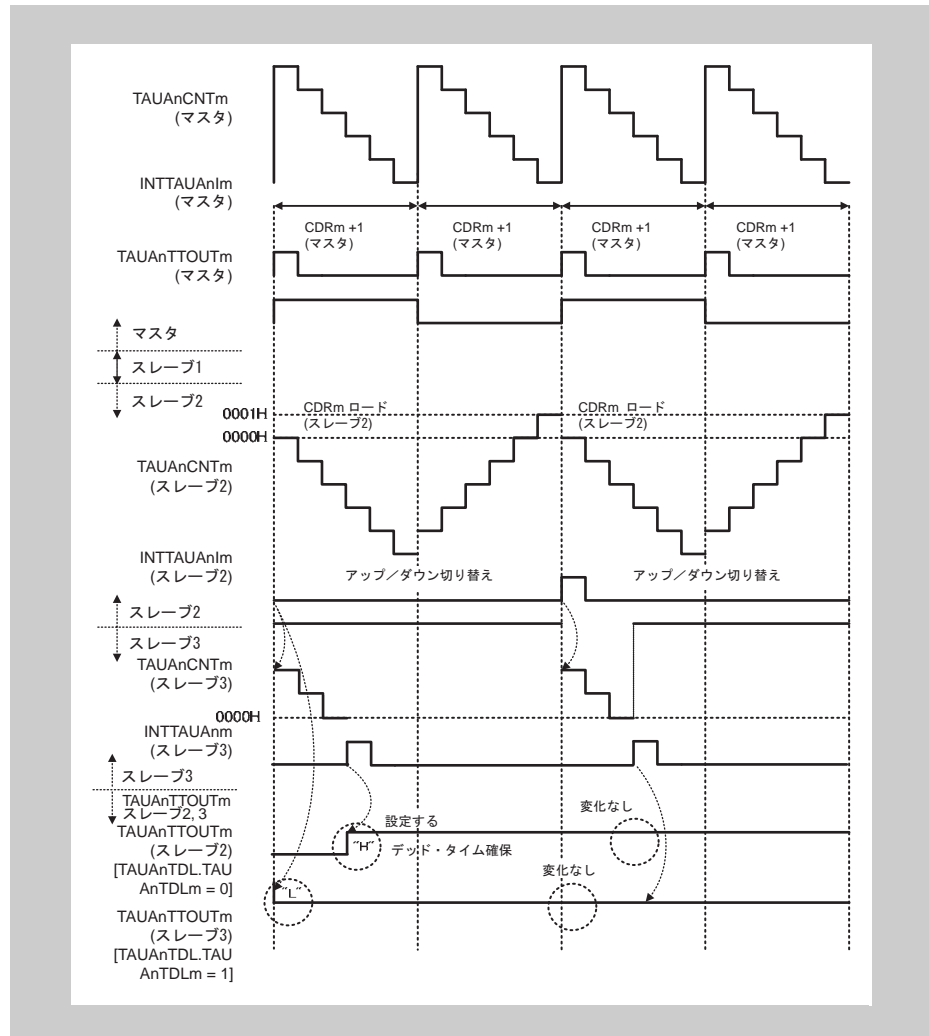 TAUAnCNTm
(マスタ)
INTTAUAnIm
(マスタ)
CDRm +1
(マスタ)
CDRm +1
(マスタ)
CDRm +1
(マスタ)
CDRm +1
(マスタ)
TAUAnTTOUTm
(マスタ)
マスタ
スレーブ1
スレーブ2
0001H
CDRm ロード
(スレーブ2)
CDRm ロード
(スレーブ2)
0000H
TAUAnCNTm
(スレーブ2)
INTTAUAnIm
(スレーブ2)
アップ／ダウン切り替え
アップ／ダウン切り替え
スレーブ2
スレーブ3
TAUAnCNTm
(スレーブ3)
0000H
INTTAUAnm
(スレーブ3)
スレーブ3
TAUAnTTOUTm
スレーブ2, 3
TAUAnTTOUTm
(スレーブ2)
[TAUAnTDL.TAU
AnTDLm = 0]
設定する
"H"
デッド・タイム確保
変化なし
変化なし
"L"
TAUAnTTOUTm
(スレーブ3)
[TAUAnTDL.TAU
AnTDLm = 1]